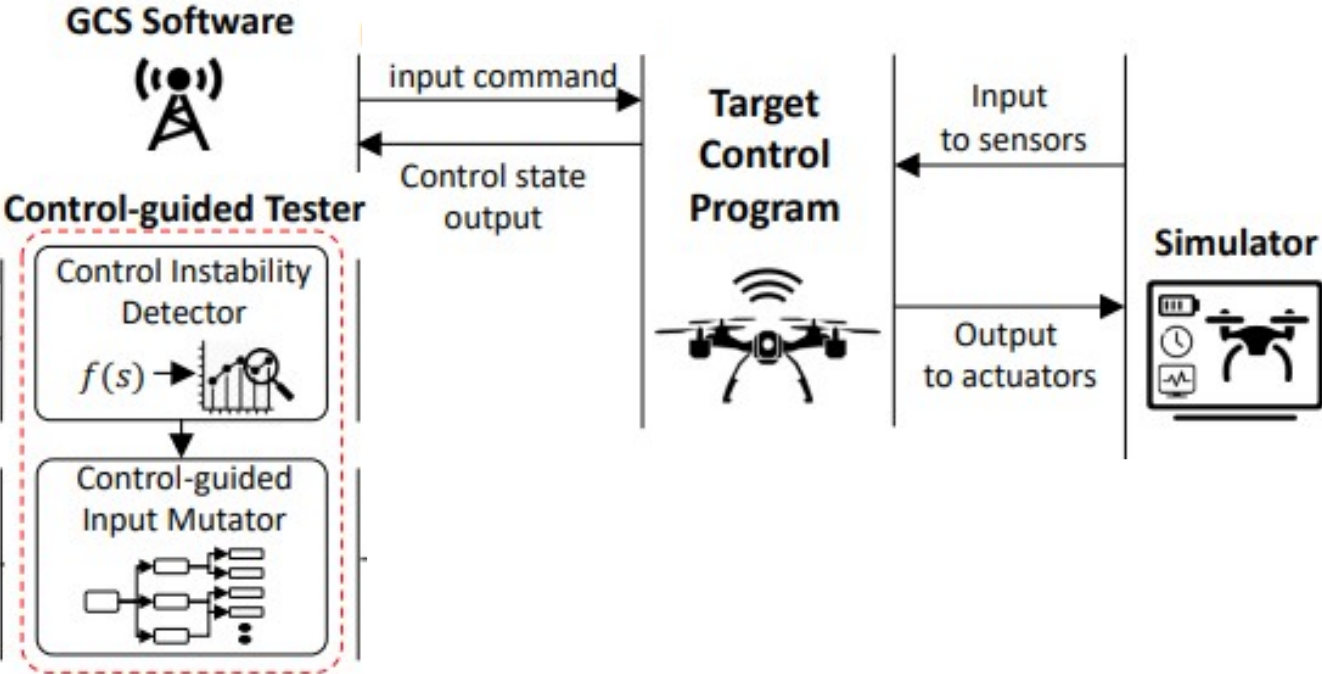 GCS Software
input command
Control state
output
Control-guided Tester
Control Instability
Detector
f(s)
Control-guided
Input Mutator
Target
Control
Program
Input
to sensors
Output
to actuators
Simulator